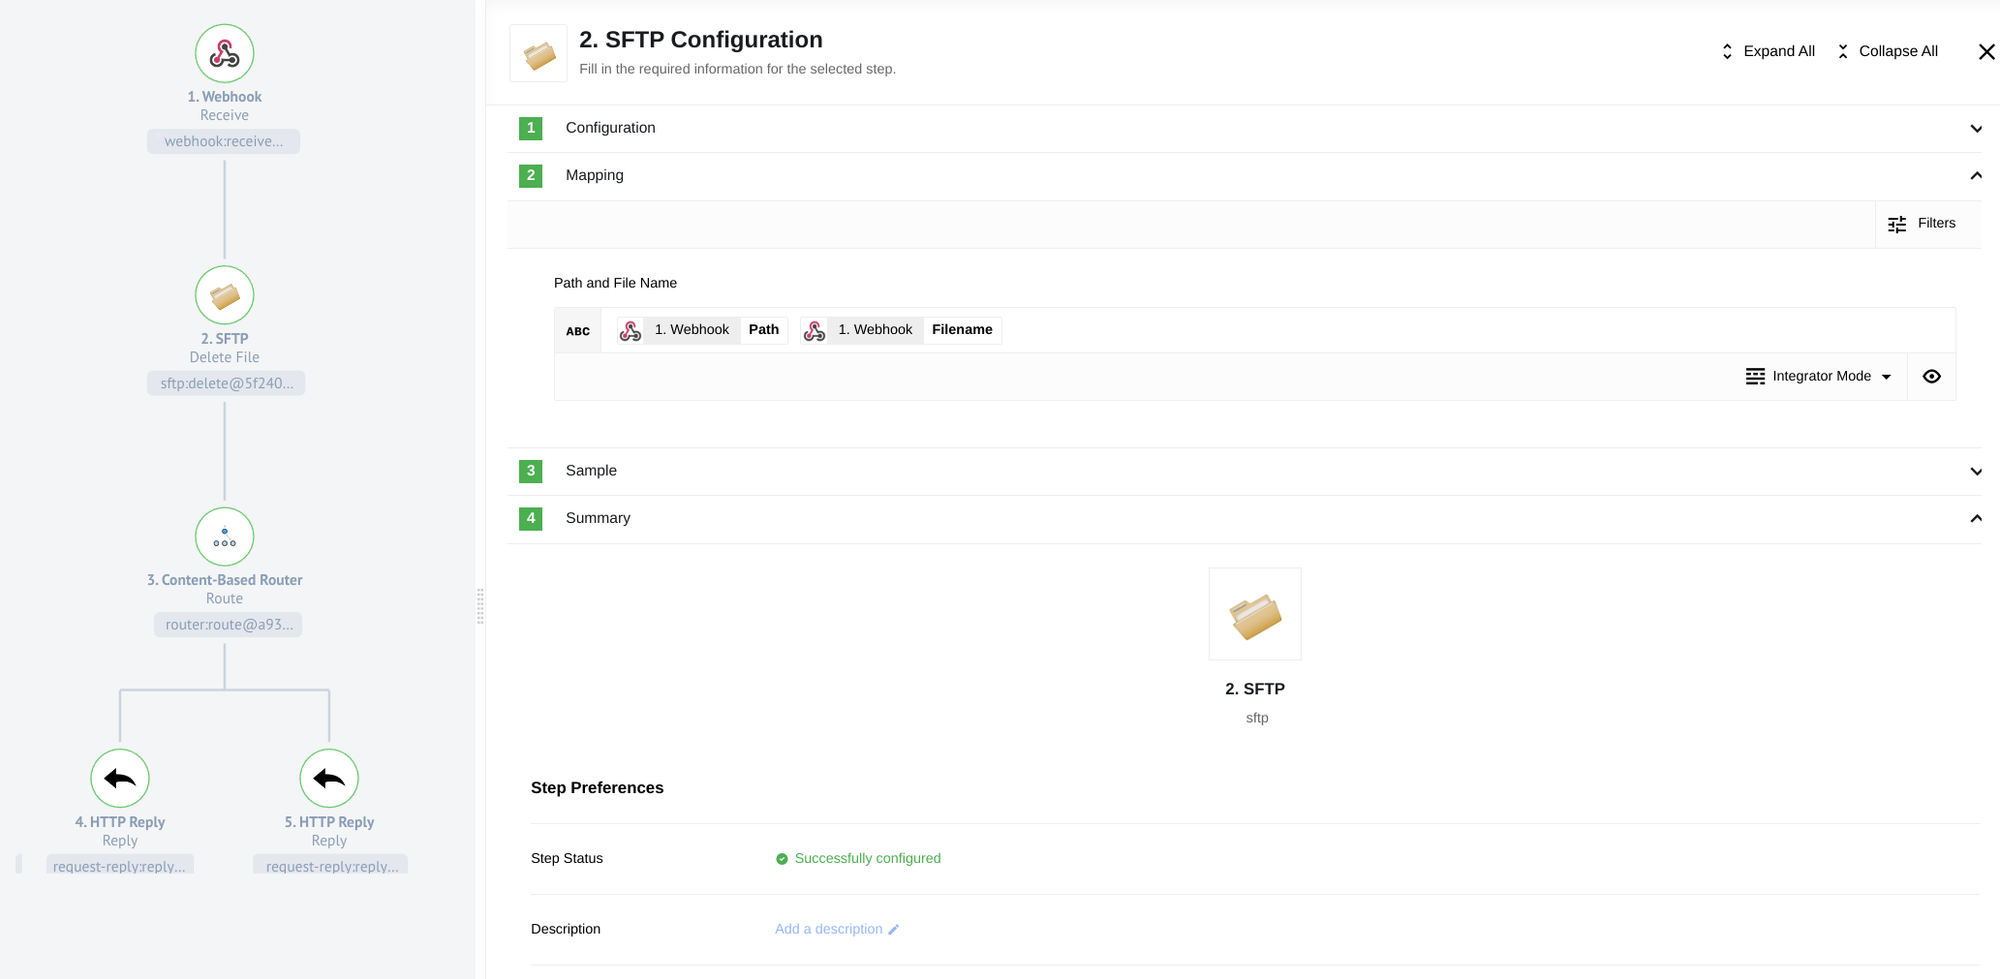 1. Webhook
Receive
webhook:receive...
2. SFTP
Delete File
sftp:delete@5f240...
3. Content-Based Router
Route
router:route@a93...
4. HTTP Reply
Reply
request-reply:reply...
5. HTTP Reply
Reply
request-reply:reply...
2. SFTP Configuration
Fill in the required information for the selected step.
Expand All
Collapse All
1 Configuration
2 Mapping
Filters
Path and File Name
ABC 1. Webhook Path 1. Webhook Filename
Integrator Mode
3 Sample
4 Summary
2. SFTP
sftp
Step Preferences
Step Status Successfully configured
Description Add a description